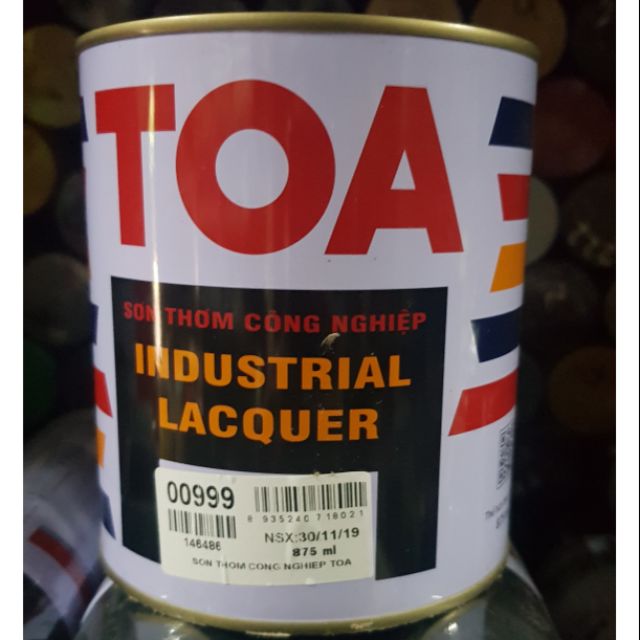 TOA
SƠN THƠM CÔNG NGHIỆP
INDUSTRIAL
LACQUER
00999
146486
8 935240 718021
NSX:30/11/19
875 ml
SON THOM CONG NGHIEP TOA